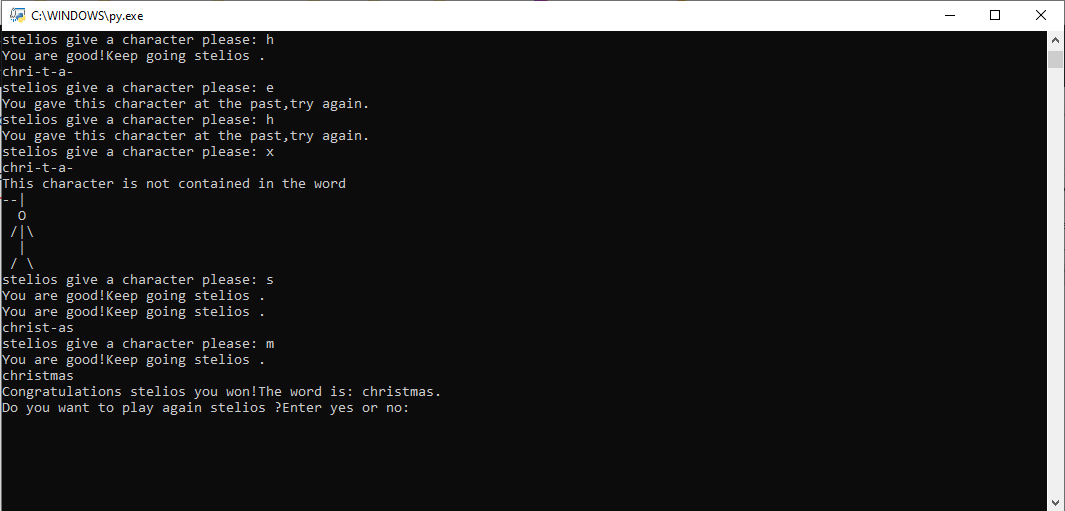 C:\WINDOWS\py.exe
stelios give a character please: h
You are good!Keep going stelios .
chri-t-a-
stelios give a character please: e
You gave this character at the past,try again.
stelios give a character please: h
You gave this character at the past,try again.
stelios give a character please: x
chri-t-a-
This character is not contained in the word
--|
  O
 /|\
  |
 / \
stelios give a character please: s
You are good!Keep going stelios .
You are good!Keep going stelios .
christ-as
stelios give a character please: m
You are good!Keep going stelios .
christmas
Congratulations stelios you won!The word is: christmas.
Do you want to play again stelios ?Enter yes or no: